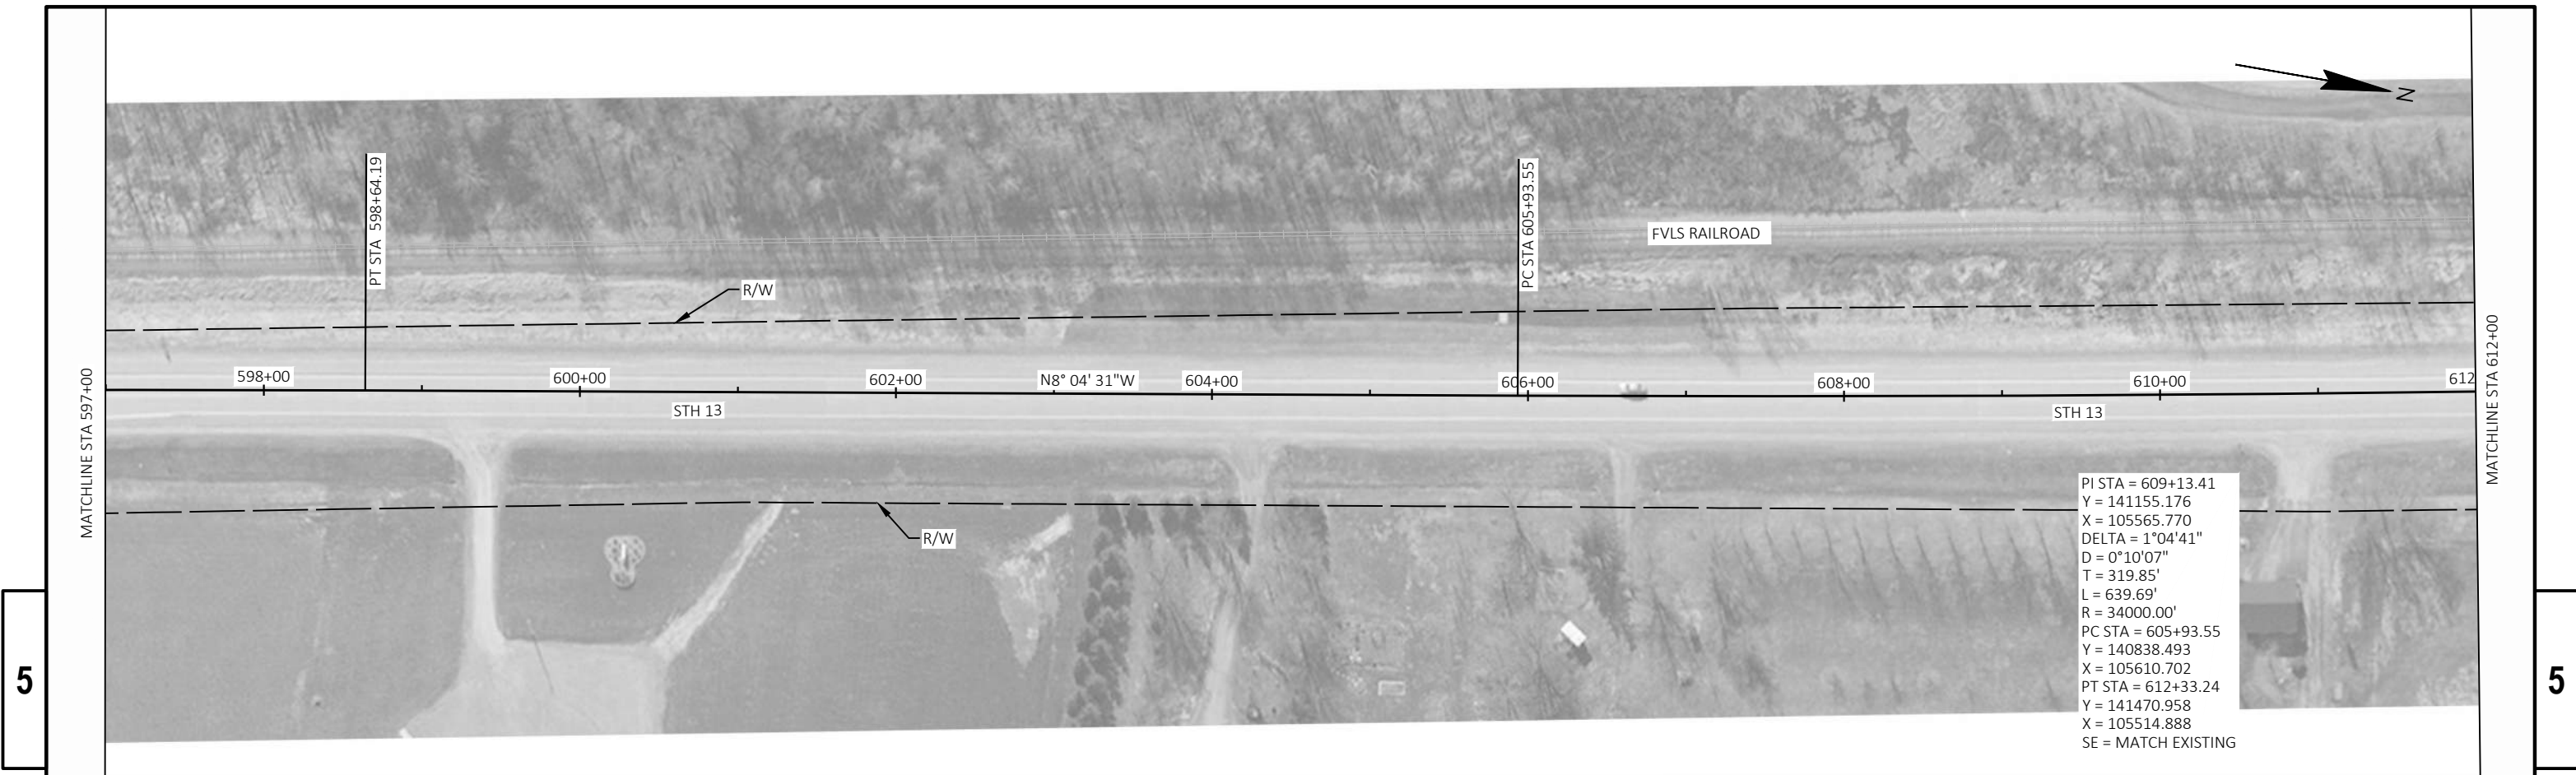 N
PT STA 598+64.19
PC STA 605+93.55
FVLS RAILROAD
R/W
MATCHLINE STA 597+00
598+00
600+00
602+00
N8° 04' 31"W
604+00
606+00
608+00
610+00
612
MATCHLINE STA 612+00
STH 13
STH 13
R/W
PI STA = 609+13.41
Y = 141155.176
X = 105565.770
DELTA = 1°04'41"
D = 0°10'07"
T = 319.85'
L = 639.69'
R = 34000.00'
PC STA = 605+93.55
Y = 140838.493
X = 105610.702
PT STA = 612+33.24
Y = 141470.958
X = 105514.888
SE = MATCH EXISTING
5
5